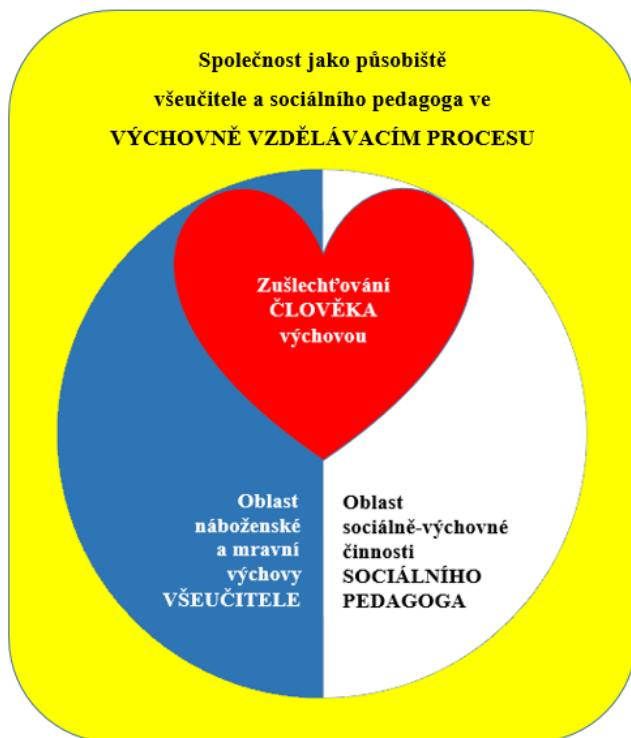 Společnost jako působiště
všeučitele a sociálního pedagoga ve
VÝCHOVNĚ VZDĚLÁVACÍM PROCESU
Zušlechťování
ČLOVĚKA
výchovou
Oblast
náboženské
a mravní
výchovy
VŠEUČITELE
Oblast
sociálně-výchovné
činnosti
SOCIÁLNÍHO
PEDAGOGA